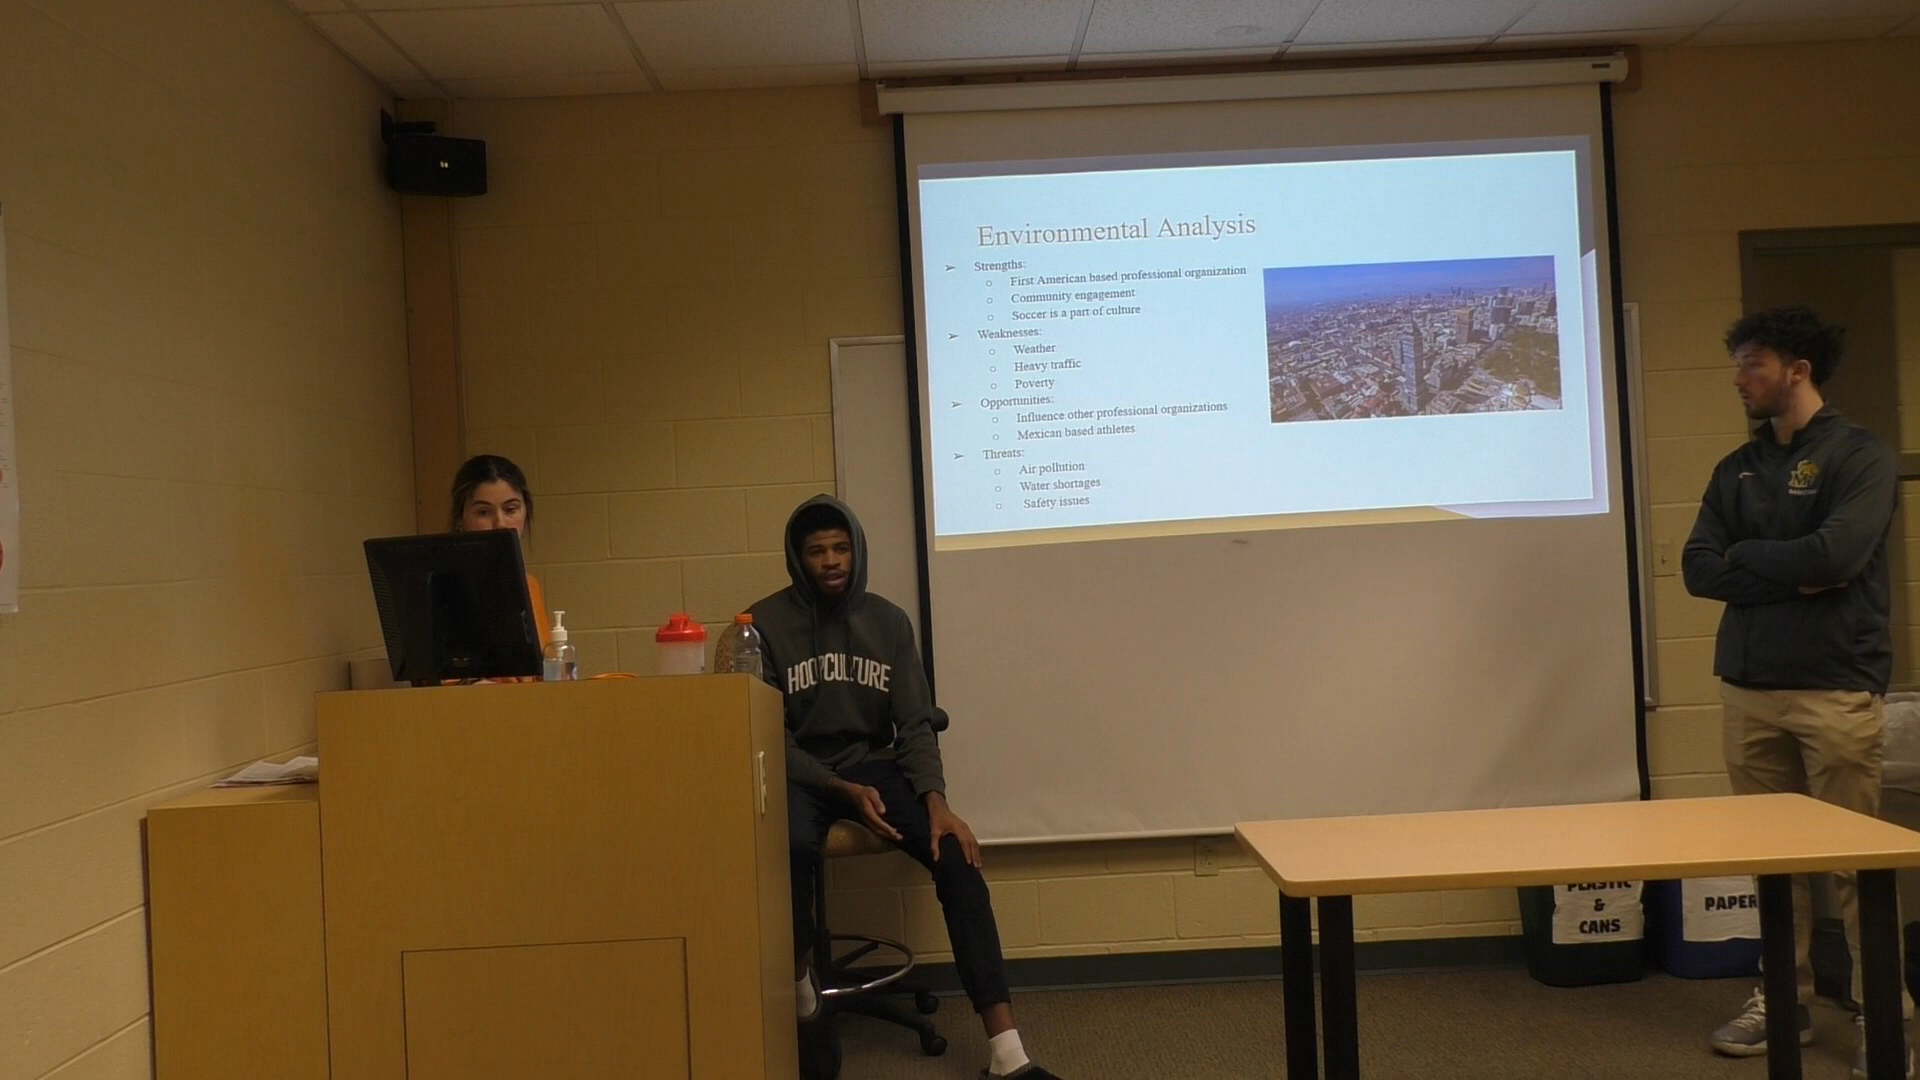 Environmental Analysis
➢ Strengths:
○ First American based professional organization
○ Community engagement
○ Soccer is a part of culture
➢ Weaknesses:
○ Weather
○ Heavy traffic
○ Poverty
➢ Opportunities:
○ Influence other professional organizations
○ Mexican based athletes
➢ Threats:
○ Air pollution
○ Water shortages
○ Safety issues
HOOPCULTURE
PLASTIC
&
CANS
PAPER